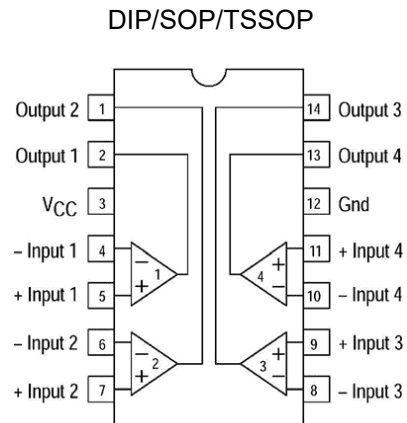 DIP/SOP/TSSOP
Output 2 1 14 Output 3
Output 1 2 13 Output 4
VCC 3 12 Gnd
– Input 1 4 – 1 11 + Input 4
+ Input 1 5 + 4 + – 10 – Input 4
– Input 2 6 – 2 9 + Input 3
+ Input 2 7 + 3 + – 8 – Input 3